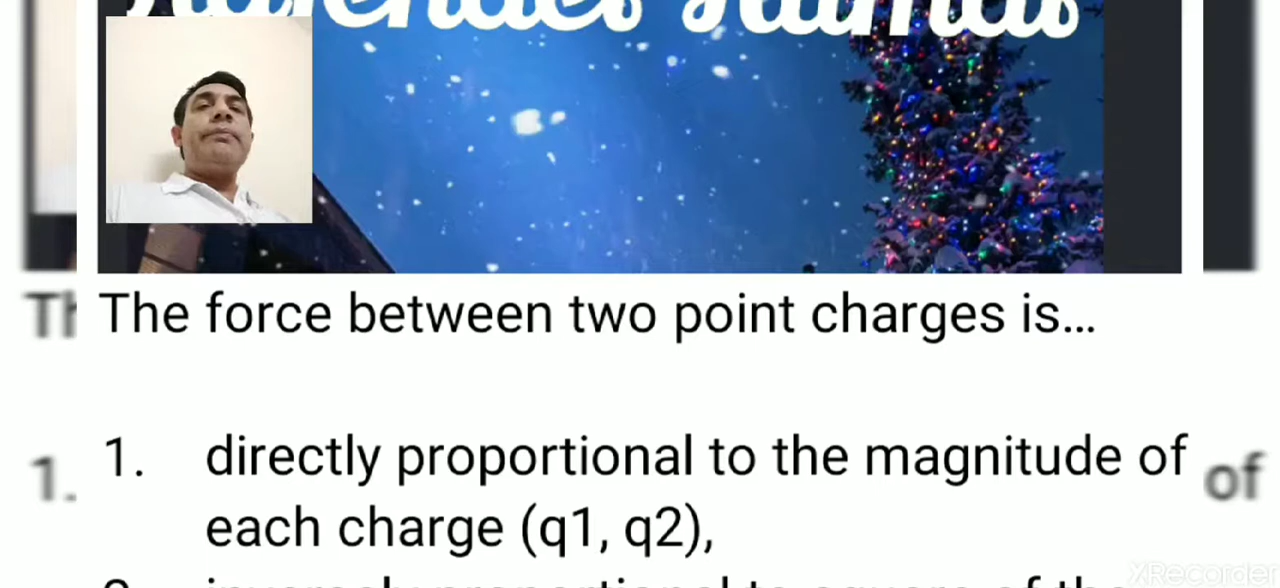 The force between two point charges is...
1. directly proportional to the magnitude of
each charge (q1, q2),
XRecorder